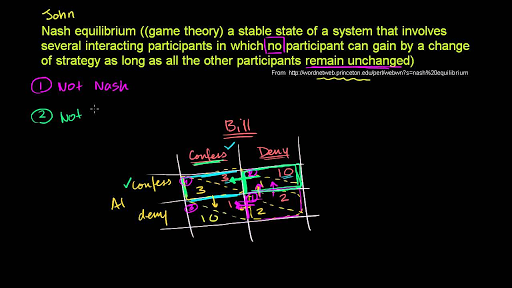 John
Nash equilibrium ((game theory) a stable state of a system that involves
several interacting participants in which no participant can gain by a change
of strategy as long as all the other participants remain unchanged)
From http://wordnetweb.princeton.edu/perl/webwn?s=nash%20equilibrium
1 Not Nash
2 Not
Bill
Confess Deny
Al confess 3 3 1 10
deny 10 1 2 2